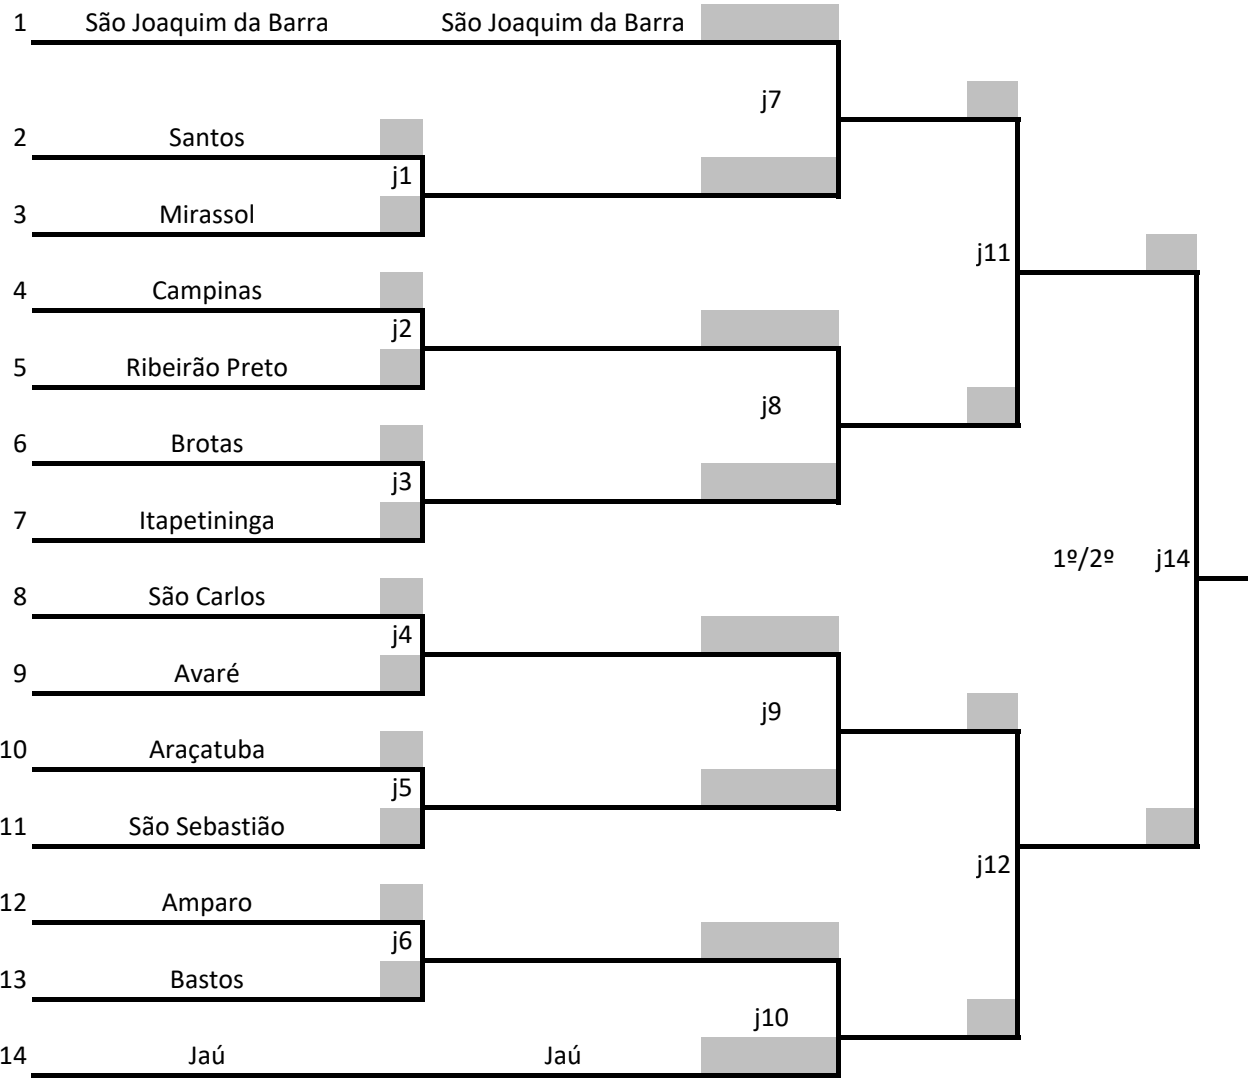 1 São Joaquim da Barra São Joaquim da Barra
j7
2 Santos
j1
3 Mirassol
j11
4 Campinas
j2
5 Ribeirão Preto
j8
6 Brotas
j3
7 Itapetininga
1º/2º j14
8 São Carlos
j4
9 Avaré
j9
10 Araçatuba
j5
11 São Sebastião
j12
12 Amparo
j6
13 Bastos
j10
14 Jaú Jaú